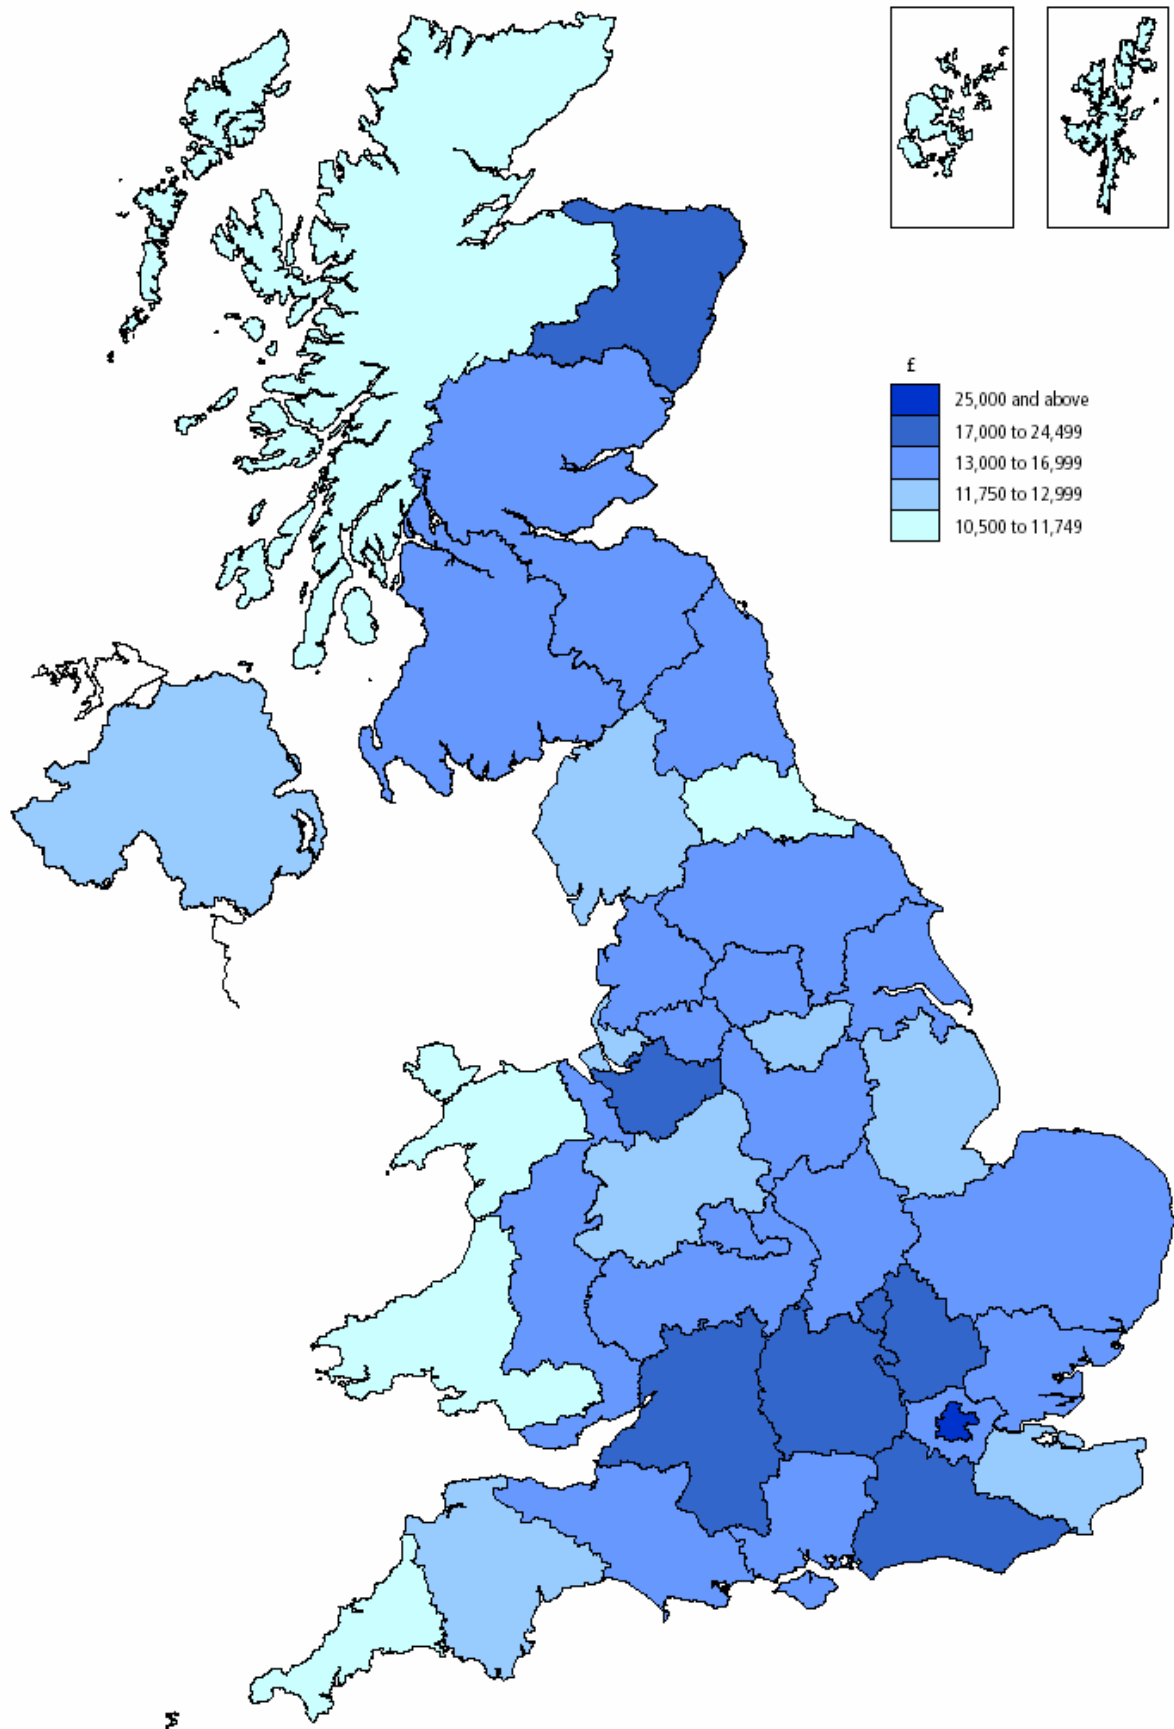 £
25,000 and above
17,000 to 24,499
13,000 to 16,999
11,750 to 12,999
10,500 to 11,749